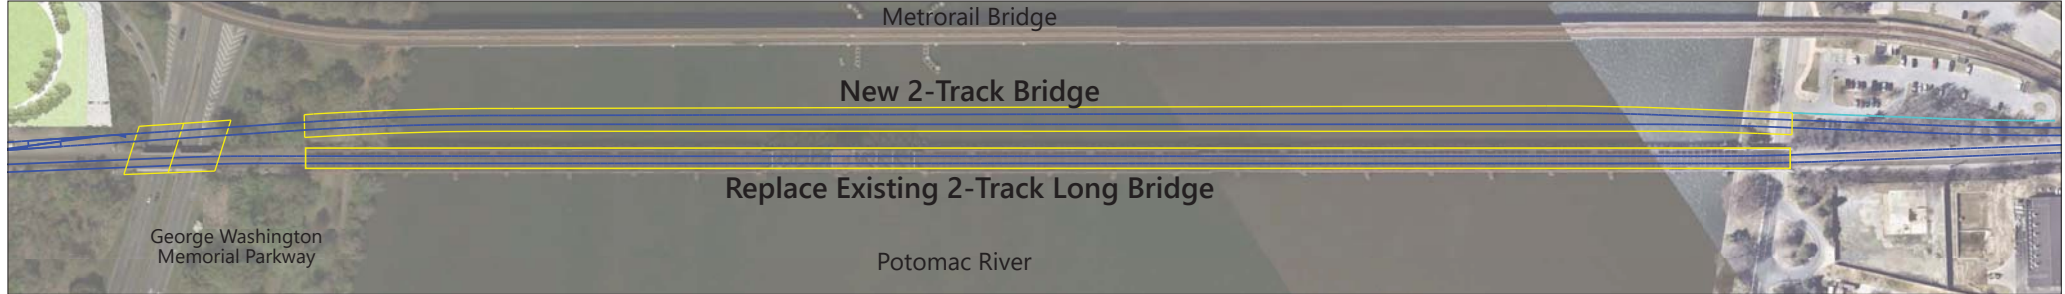 Metrorail Bridge
New 2-Track Bridge
Replace Existing 2-Track Long Bridge
George Washington
Memorial Parkway
Potomac River